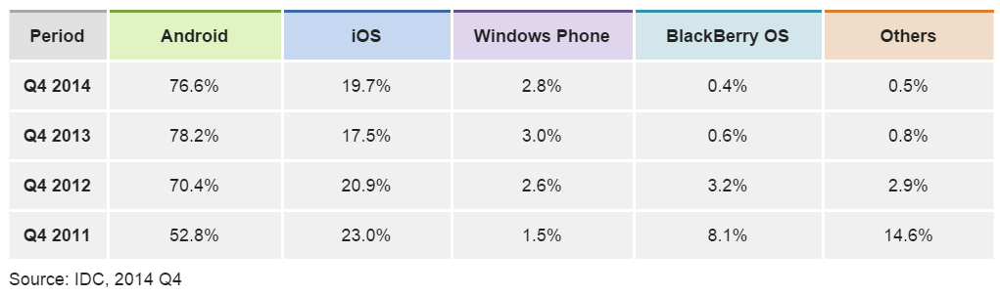 Period Android iOS Windows Phone BlackBerry OS Others
Q4 2014 76.6% 19.7% 2.8% 0.4% 0.5%
Q4 2013 78.2% 17.5% 3.0% 0.6% 0.8%
Q4 2012 70.4% 20.9% 2.6% 3.2% 2.9%
Q4 2011 52.8% 23.0% 1.5% 8.1% 14.6%
Source: IDC, 2014 Q4